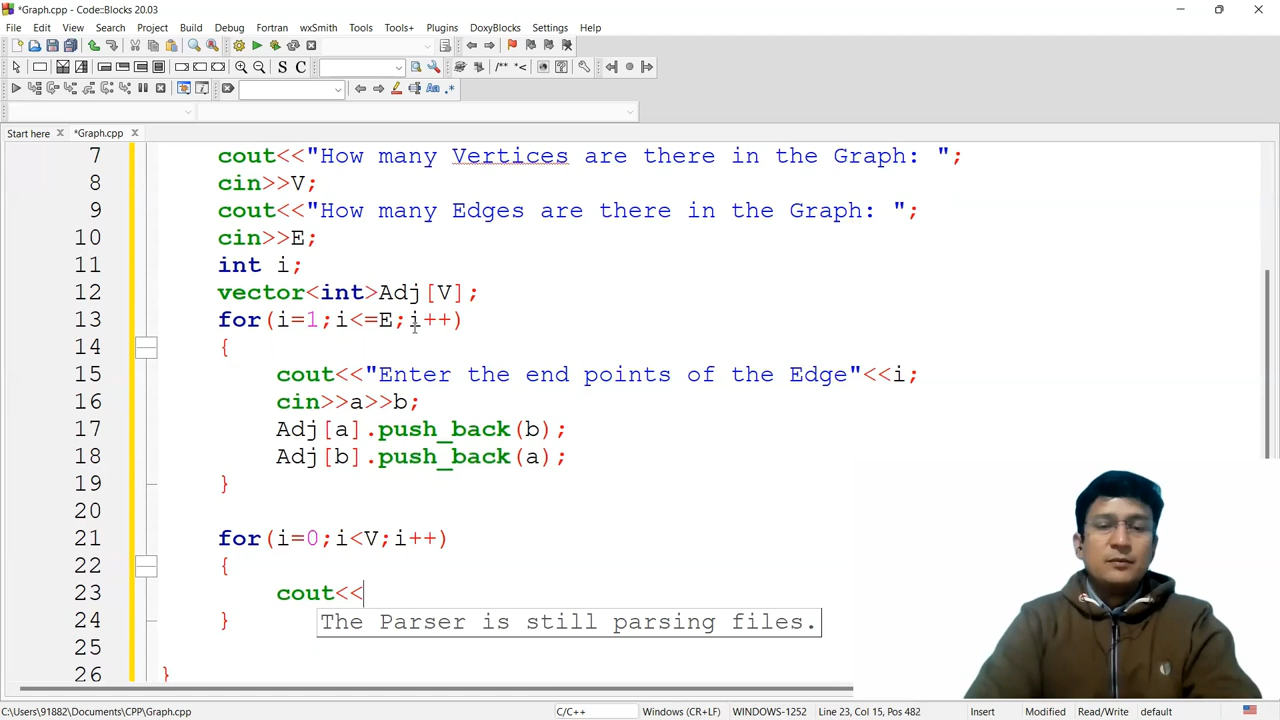 *Graph.cpp - Code::Blocks 20.03
File Edit View Search Project Build Debug Fortran wxSmith Tools Tools+ Plugins DoxyBlocks Settings Help
S C /** *< Aa .*
Start here *Graph.cpp
7 cout<<"How many Vertices are there in the Graph: ";
8 cin>>V;
9 cout<<"How many Edges are there in the Graph: ";
10 cin>>E;
11 int i;
12 vector<int>Adj[V];
13 for(i=1;i<=E;i++)
14 {
15 cout<<"Enter the end points of the Edge"<<i;
16 cin>>a>>b;
17 Adj[a].push_back(b);
18 Adj[b].push_back(a);
19 }
20
21 for(i=0;i<V;i++)
22 {
23 cout<<
The Parser is still parsing files.
24 }
25
26 }
C:\Users\91882\Documents\CPP\Graph.cpp C/C++ Windows (CR+LF) WINDOWS-1252 Line 23, Col 15, Pos 482 Insert Modified Read/Write default